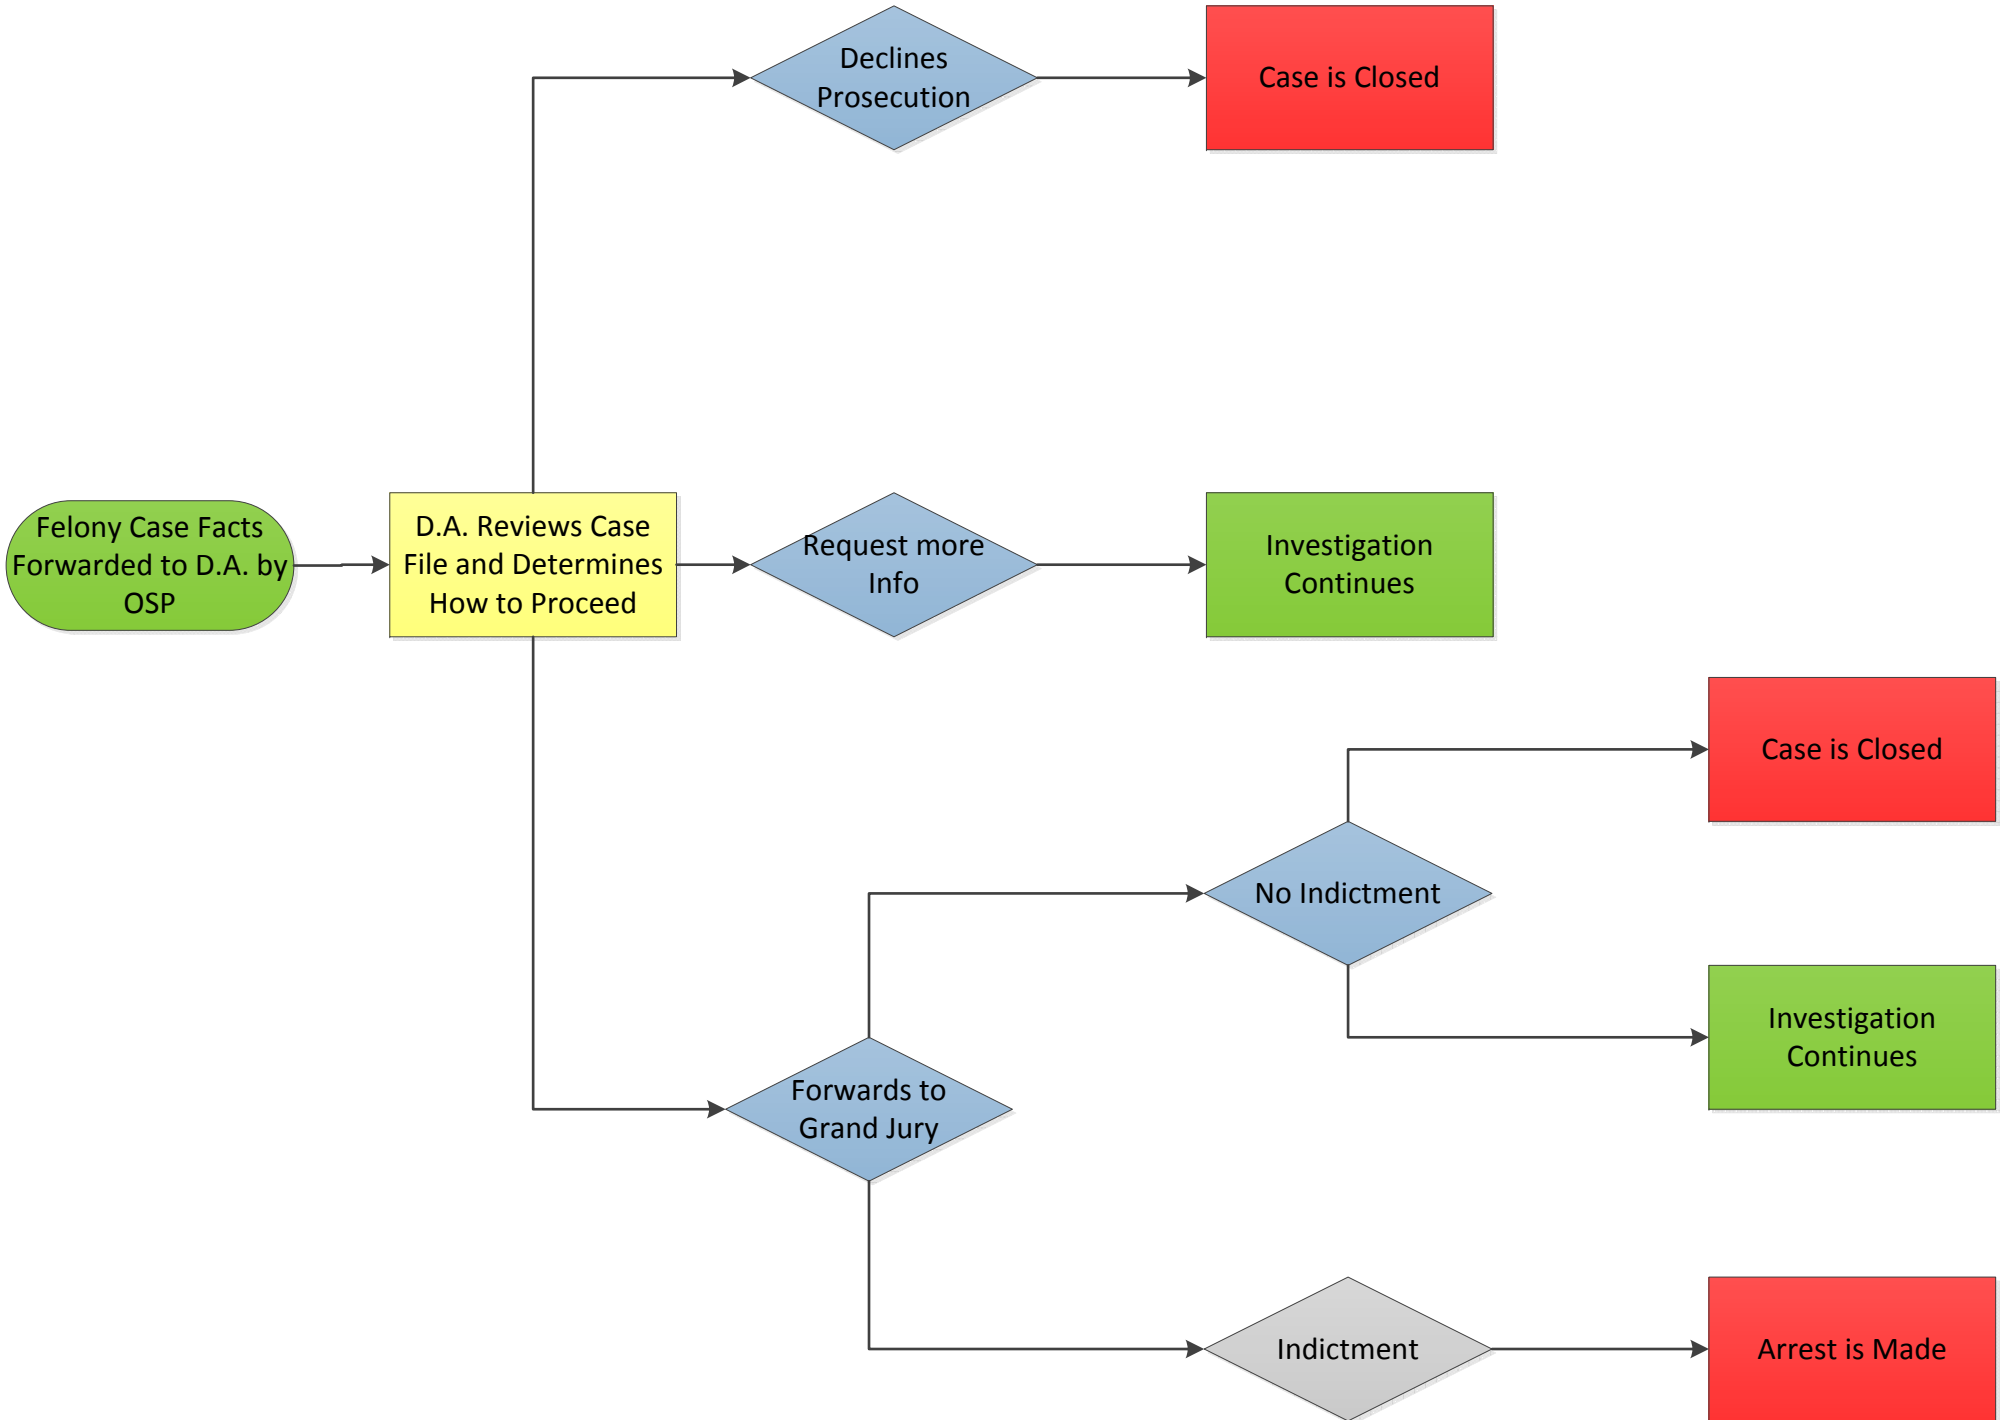 Declines
Prosecution
Case is Closed
Felony Case Facts
Forwarded to D.A. by
OSP
D.A. Reviews Case
File and Determines
How to Proceed
Request more
Info
Investigation
Continues
Case is Closed
No Indictment
Investigation
Continues
Forwards to
Grand Jury
Indictment
Arrest is Made